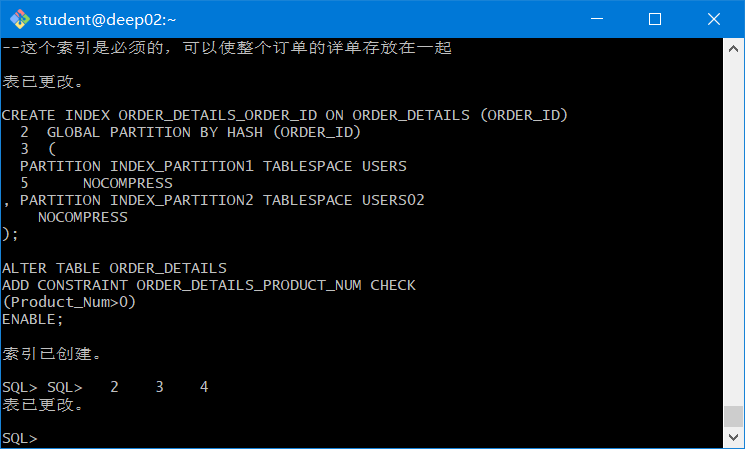 student@deep02:~
--这个索引是必须的，可以使整个订单的详单存放在一起
表已更改。
CREATE INDEX ORDER_DETAILS_ORDER_ID ON ORDER_DETAILS (ORDER_ID)
  2  GLOBAL PARTITION BY HASH (ORDER_ID)
  3  (
  PARTITION INDEX_PARTITION1 TABLESPACE USERS
  5      NOCOMPRESS
, PARTITION INDEX_PARTITION2 TABLESPACE USERS02
    NOCOMPRESS
);
ALTER TABLE ORDER_DETAILS
ADD CONSTRAINT ORDER_DETAILS_PRODUCT_NUM CHECK
(Product_Num>0)
ENABLE;
索引已创建。
SQL> SQL>   2    3    4
表已更改。
SQL>